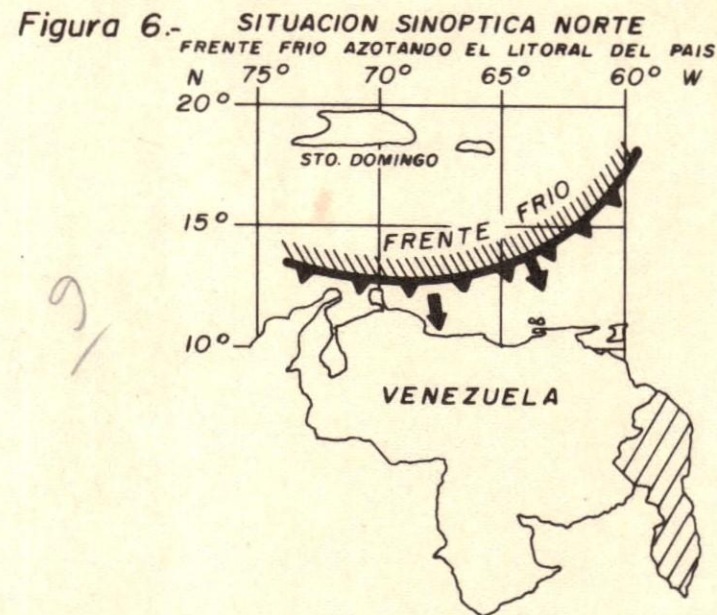 Figura 6.- SITUACION SINOPTICA NORTE
FRENTE FRIO AZOTANDO EL LITORAL DEL PAIS
N 75° 70° 65° 60° W
20°
STO. DOMINGO
15°
FRENTE FRIO
10°
VENEZUELA
9